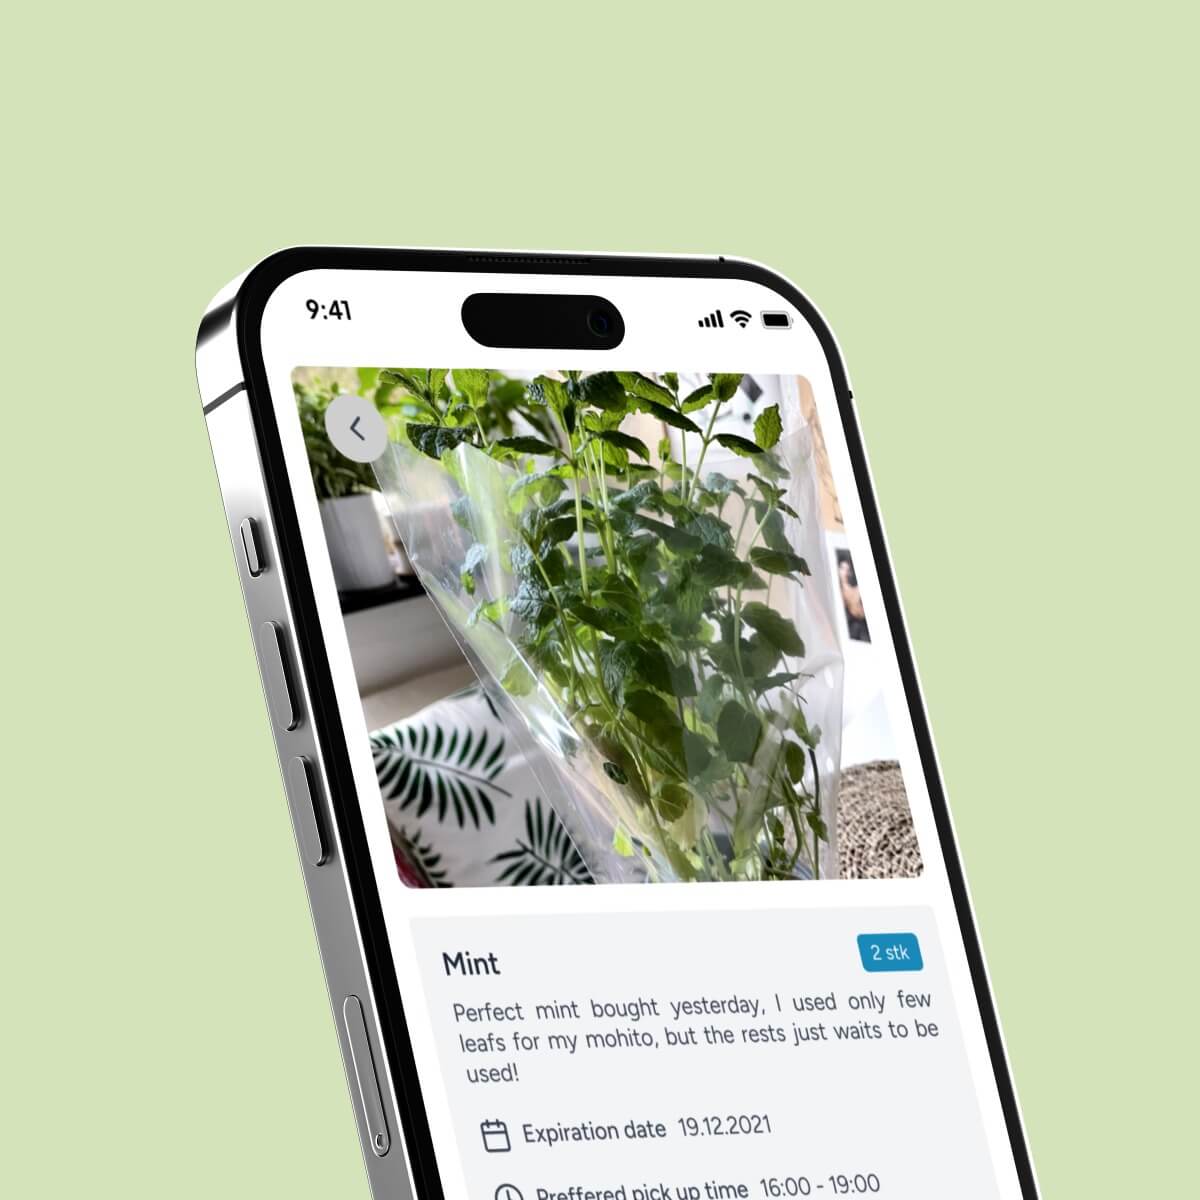 9:41
Mint
2 stk
Perfect mint bought yesterday, I used only few
leafs for my mohito, but the rests just waits to be
used!
Expiration date 19.12.2021
Preffered pick up time 16:00 - 19:00